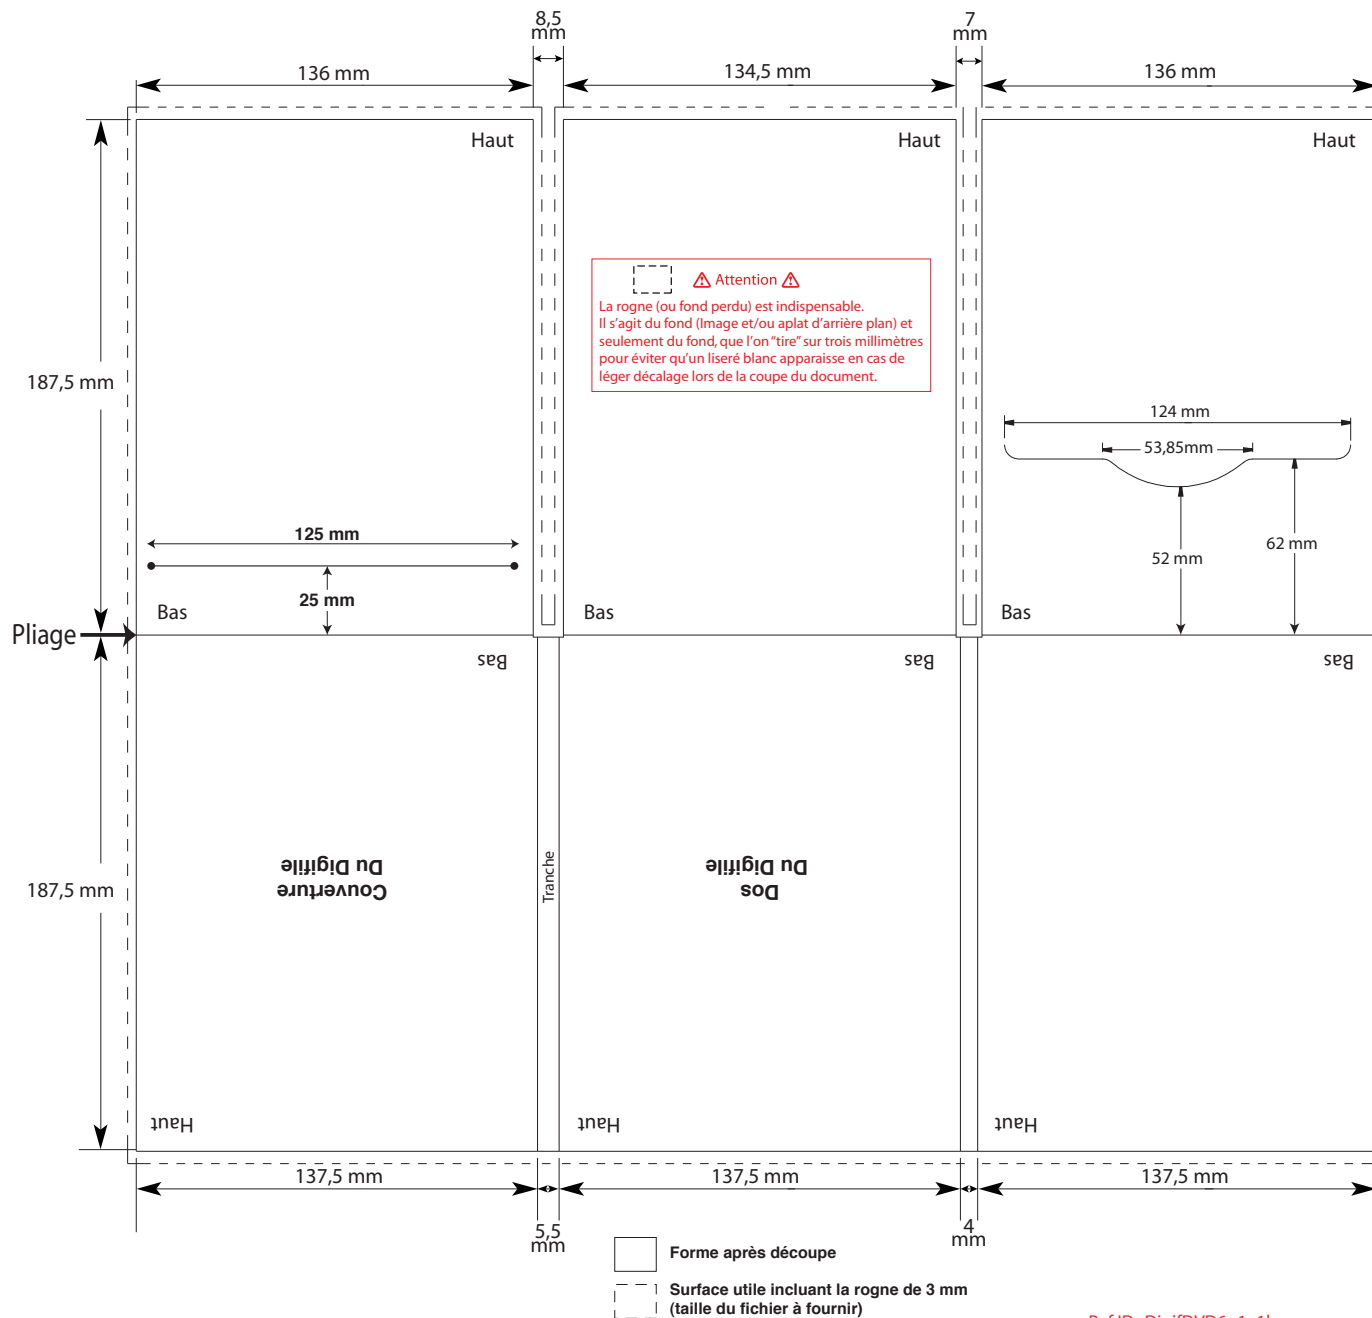 8,5
mm
7
mm
136 mm
134,5 mm
136 mm
Haut
Haut
Haut
Attention
La rogne (ou fond perdu) est indispensable.
Il s'agit du fond (Image et/ou aplat d'arrière plan) et
seulement du fond, que l'on "tire" sur trois millimètres
pour éviter qu'un liseré blanc apparaisse en cas de
léger décalage lors de la coupe du document.
187,5 mm
124 mm
53,85mm
125 mm
25 mm
52 mm
62 mm
Bas
Bas
Bas
Pliage
Bas
Bas
Bas
Couverture
Du Digifile
Tranche
Dos
Du Digifile
187,5 mm
Haut
Haut
Haut
137,5 mm
137,5 mm
137,5 mm
5,5
mm
4
mm
Forme après découpe
Surface utile incluant la rogne de 3 mm
(taille du fichier à fournir)